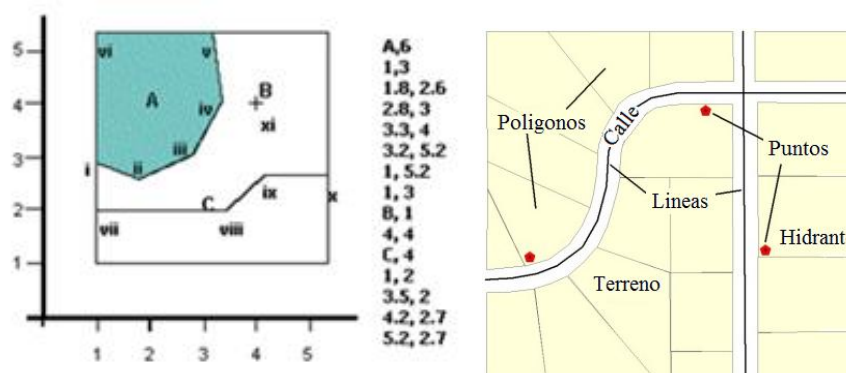 5
4
3
2
1
1 2 3 4 5
vi v
A
B
iv
xi
iii
i
ii
ix
x
C
vii viii
A,6
1,3
1.8, 2.6
2.8, 3
3.3, 4
3.2, 5.2
1, 5.2
1, 3
B, 1
4, 4
C, 4
1, 2
3.5, 2
4.2, 2.7
5.2, 2.7
Poligonos
Calle
Puntos
Lineas
Hidrant
Terreno